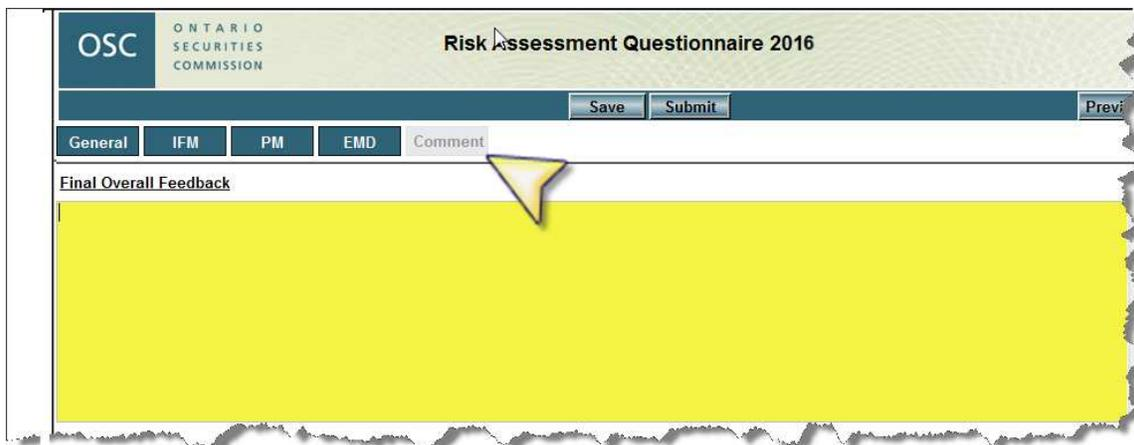 OSC
ONTARIO
SECURITIES
COMMISSION
Risk Assessment Questionnaire 2016
Save Submit
General IFM PM EMD Comment
Final Overall Feedback